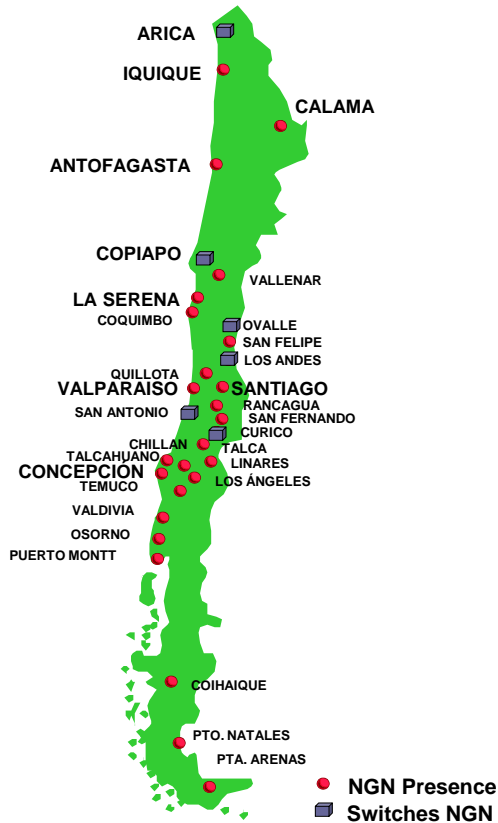 ARICA
IQUIQUE
CALAMA
ANTOFAGASTA
COPIAPO
VALLENAR
LA SERENA
COQUIMBO
OVALLE
SAN FELIPE
LOS ANDES
QUILLOTA
VALPARAISO
SANTIAGO
RANCAGUA
SAN ANTONIO
SAN FERNANDO
CURICO
CHILLAN
TALCA
TALCAHUANO
LINARES
CONCEPCIÓN
LOS ÁNGELES
TEMUCO
VALDIVIA
OSORNO
PUERTO MONTT
COIHAIQUE
PTO. NATALES
PTA. ARENAS
NGN Presence
Switches NGN